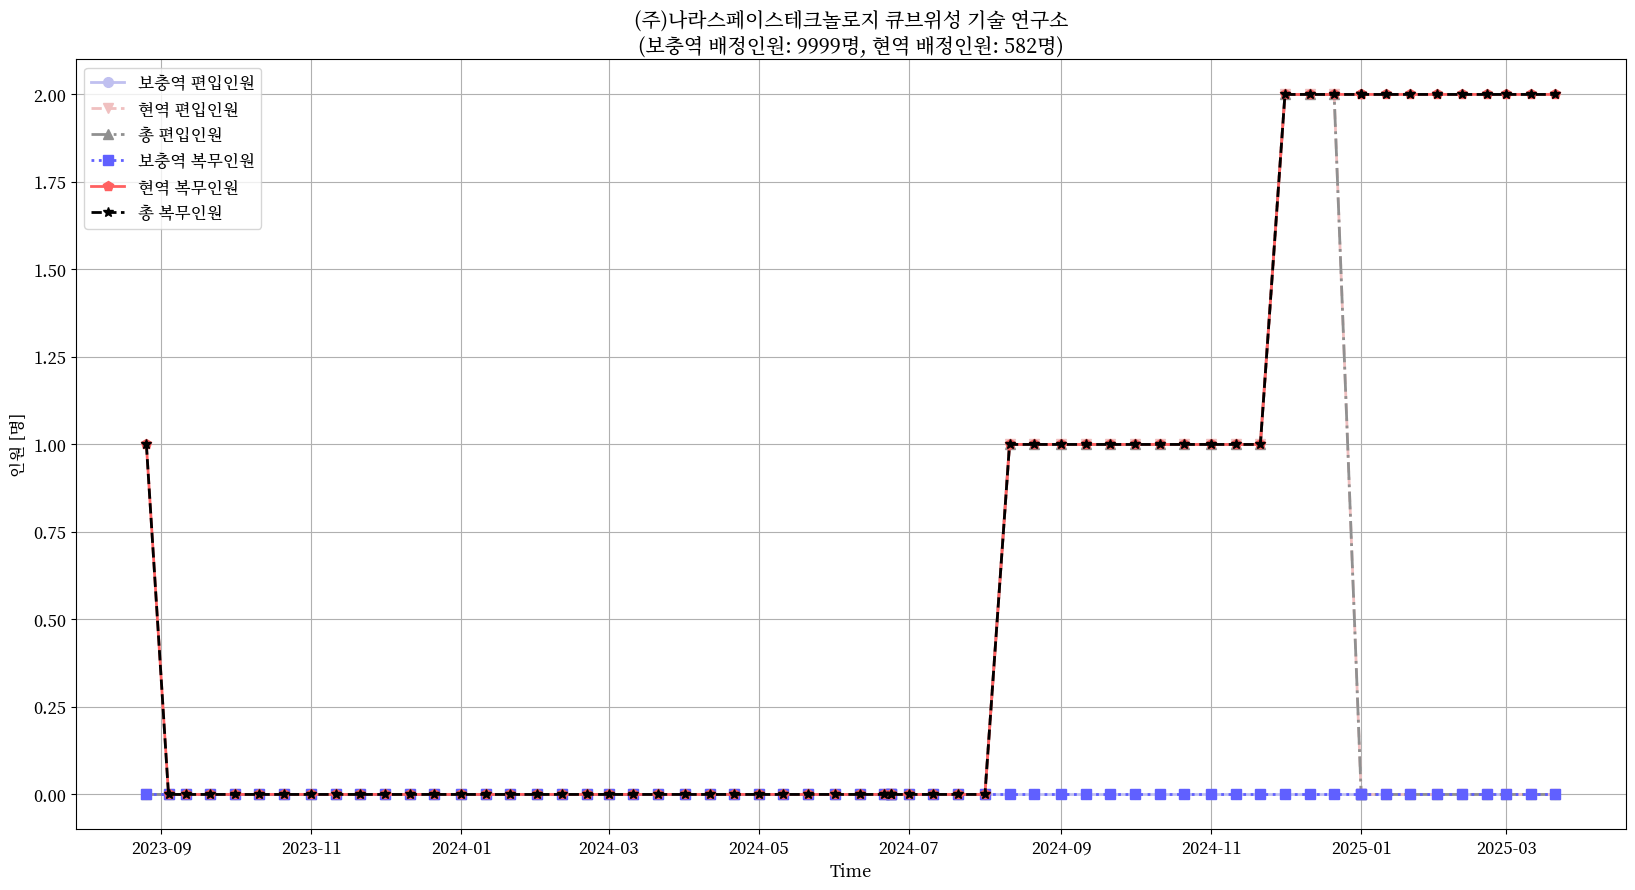 (주)나라스페이스테크놀로지 큐브위성 기술 연구소
(보충역 배정인원: 9999명, 현역 배정인원: 582명)
보충역 편입인원
현역 편입인원
총 편입인원
보충역 복무인원
현역 복무인원
총 복무인원
2.00
1.75
1.50
1.25
1.00
0.75
0.50
0.25
0.00
인원 [명]
2023-09 2023-11 2024-01 2024-03 2024-05 2024-07 2024-09 2024-11 2025-01 2025-03
Time